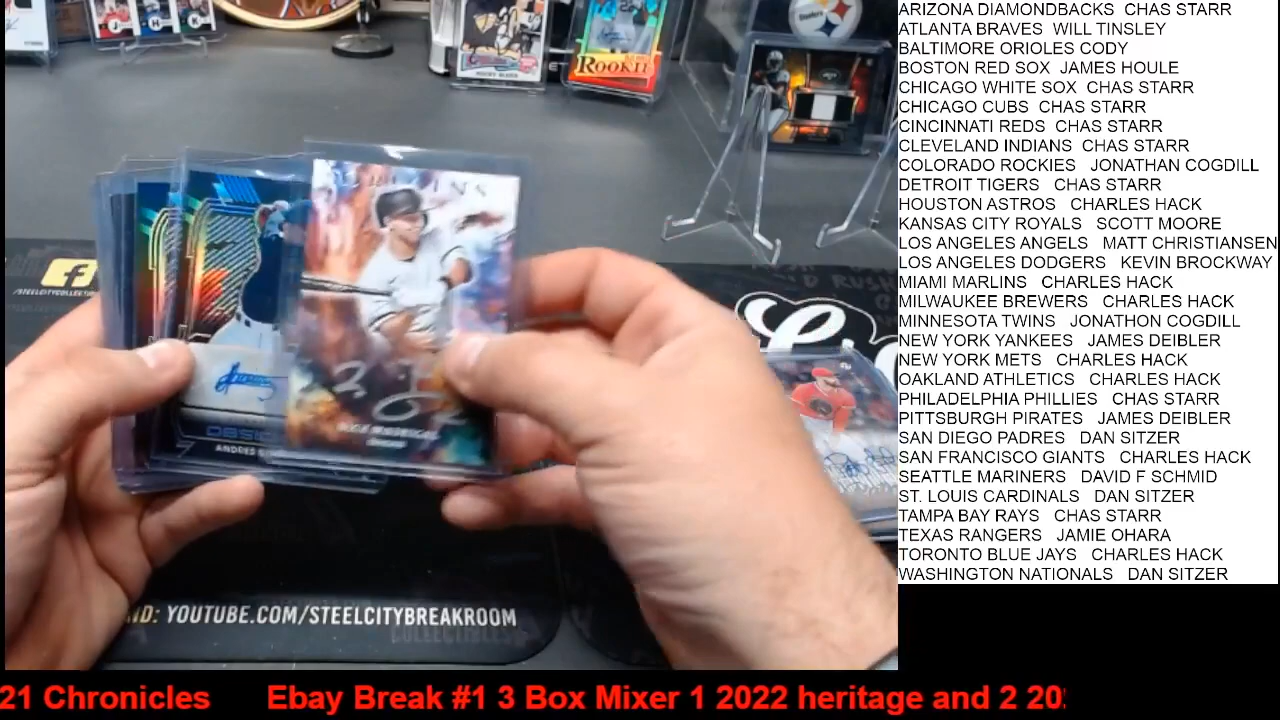 ARIZONA DIAMONDBACKS CHAS STARR
ATLANTA BRAVES WILL TINSLEY
BALTIMORE ORIOLES CODY
BOSTON RED SOX JAMES HOULE
CHICAGO WHITE SOX CHAS STARR
CHICAGO CUBS CHAS STARR
CINCINNATI REDS CHAS STARR
CLEVELAND INDIANS CHAS STARR
COLORADO ROCKIES JONATHAN COGDILL
DETROIT TIGERS CHAS STARR
HOUSTON ASTROS CHARLES HACK
KANSAS CITY ROYALS SCOTT MOORE
LOS ANGELES ANGELS MATT CHRISTIANSEN
LOS ANGELES DODGERS KEVIN BROCKWAY
MIAMI MARLINS CHARLES HACK
MILWAUKEE BREWERS CHARLES HACK
MINNESOTA TWINS JONATHON COGDILL
NEW YORK YANKEES JAMES DEIBLER
NEW YORK METS CHARLES HACK
OAKLAND ATHLETICS CHARLES HACK
PHILADELPHIA PHILLIES CHAS STARR
PITTSBURGH PIRATES JAMES DEIBLER
SAN DIEGO PADRES DAN SITZER
SAN FRANCISCO GIANTS CHARLES HACK
SEATTLE MARINERS DAVID F SCHMID
ST. LOUIS CARDINALS DAN SITZER
TAMPA BAY RAYS CHAS STARR
TEXAS RANGERS JAMIE OHARA
TORONTO BLUE JAYS CHARLES HACK
WASHINGTON NATIONALS DAN SITZER
Steelers
ROOKIE
ANDRES
YOUTUBE.COM/STEELCITYBREAKROOM
COLLECTIBLES
21 Chronicles Ebay Break #1 3 Box Mixer 1 2022 heritage and 2 20